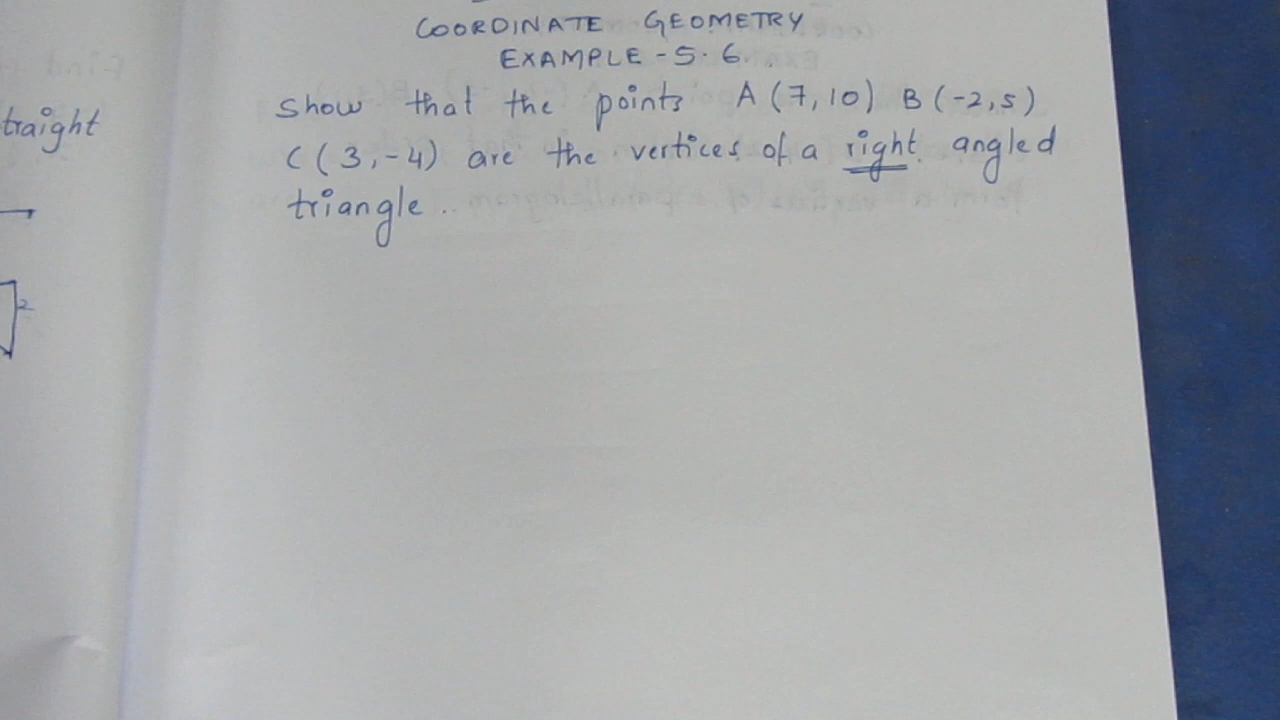 COORDINATE GEOMETRY
EXAMPLE - 5.6.
Show that the points A (7,10) B (-2,5)
C (3,-4) are the vertices of a right angled
triangle..
traight
2